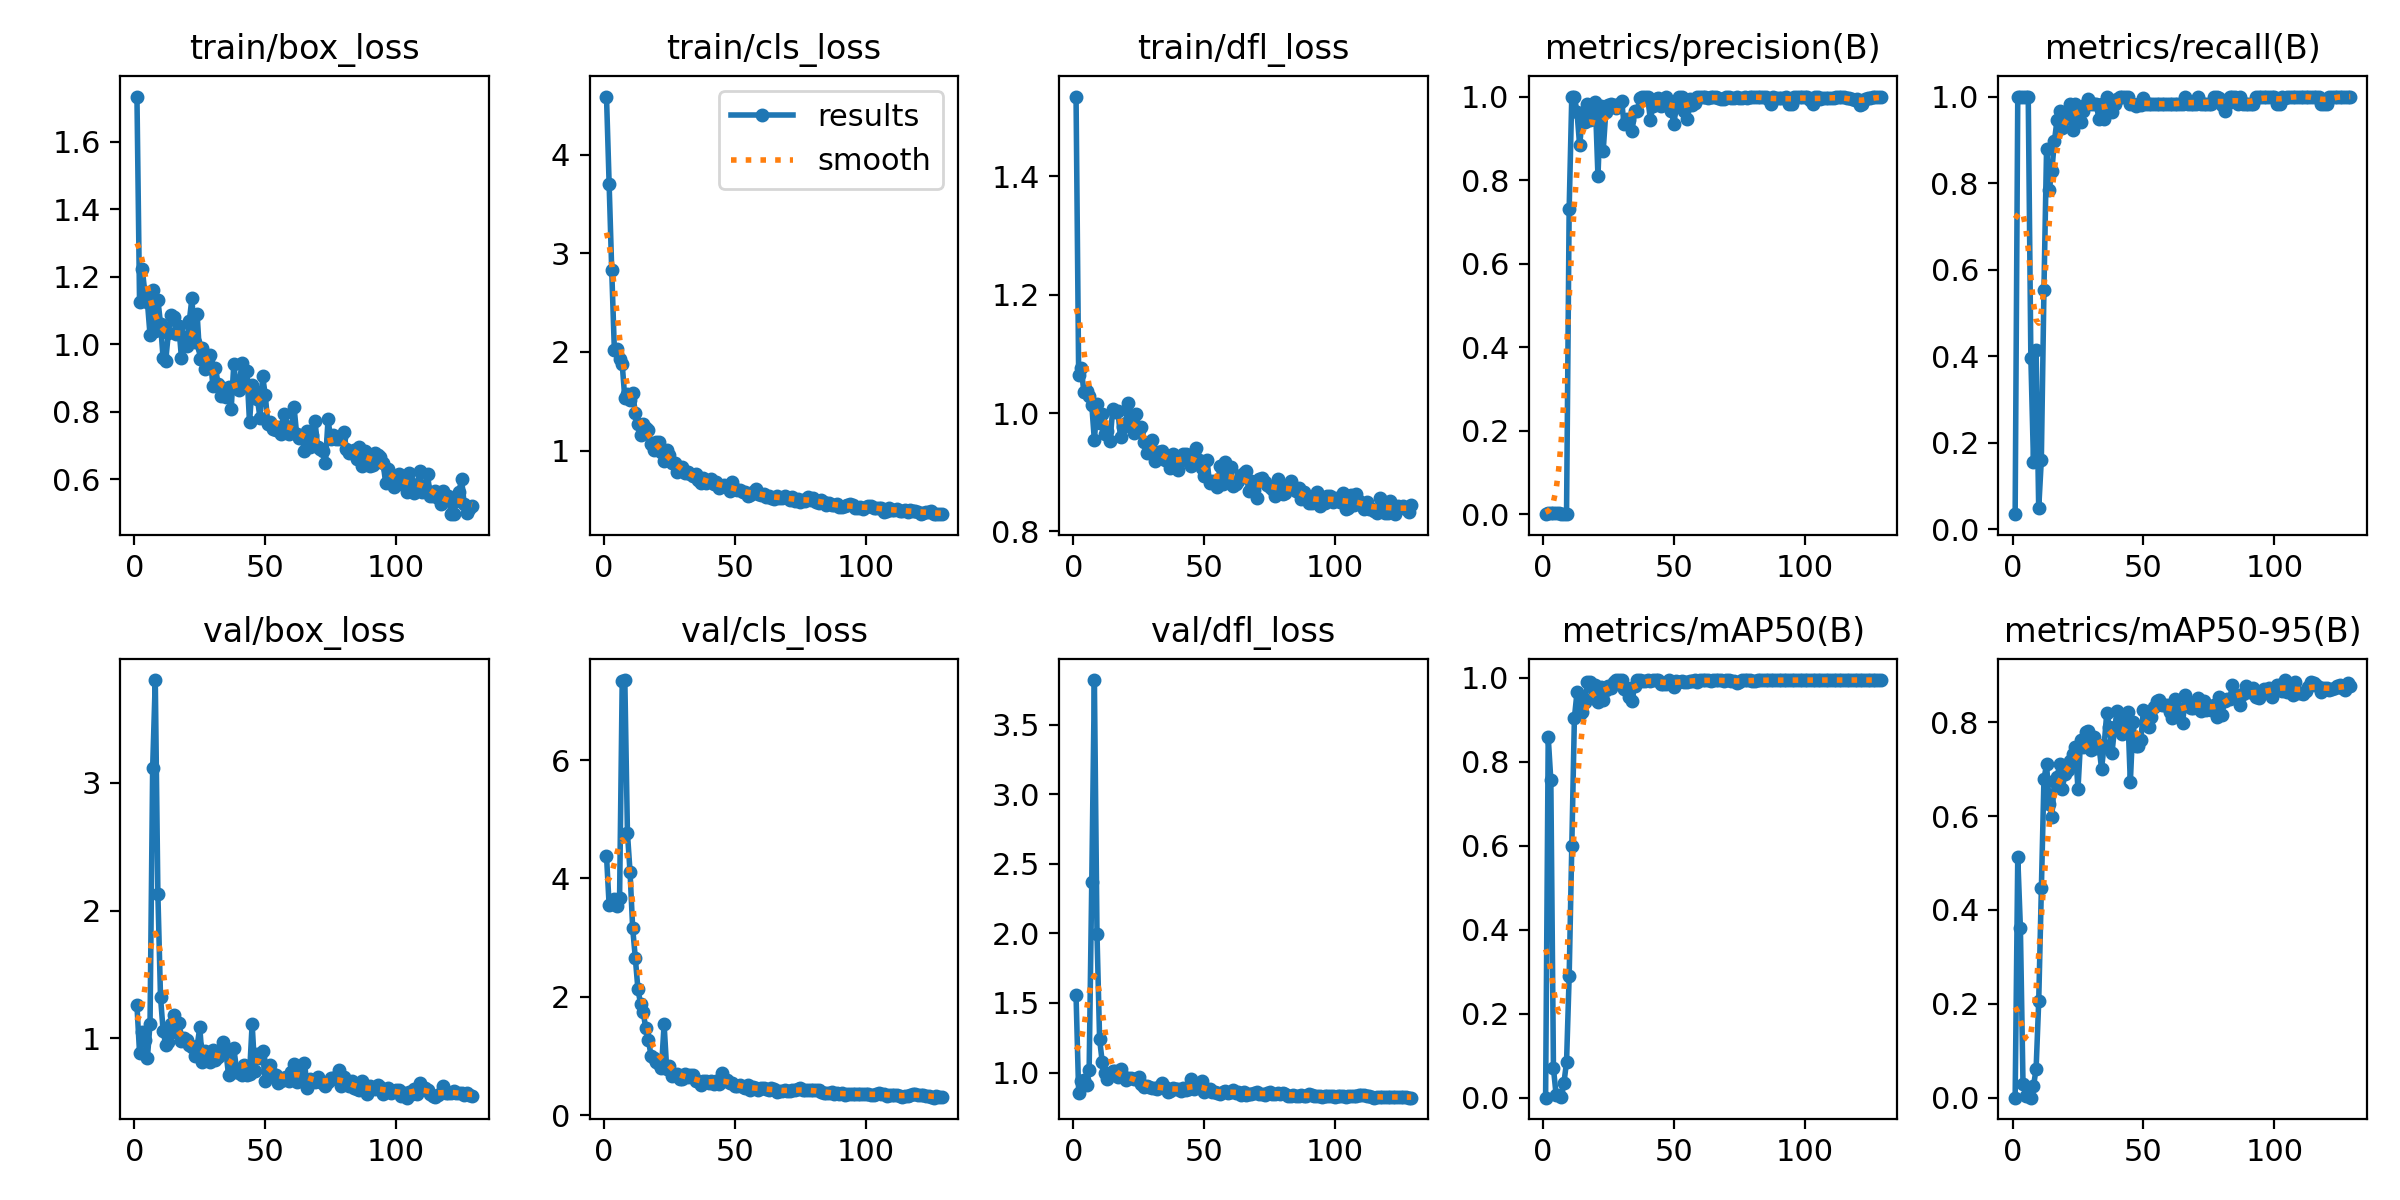 train/box_loss
1.6
1.4
1.2
1.0
0.8
0.6
0 50 100
train/cls_loss
results
smooth
4
3
2
1
0 50 100
train/dfl_loss
1.4
1.2
1.0
0.8
0 50 100
metrics/precision(B)
1.0
0.8
0.6
0.4
0.2
0.0
0 50 100
metrics/recall(B)
1.0
0.8
0.6
0.4
0.2
0.0
0 50 100
val/box_loss
3
2
1
0 50 100
val/cls_loss
6
4
2
0
0 50 100
val/dfl_loss
3.5
3.0
2.5
2.0
1.5
1.0
0 50 100
metrics/mAP50(B)
1.0
0.8
0.6
0.4
0.2
0.0
0 50 100
metrics/mAP50-95(B)
0.8
0.6
0.4
0.2
0.0
0 50 100